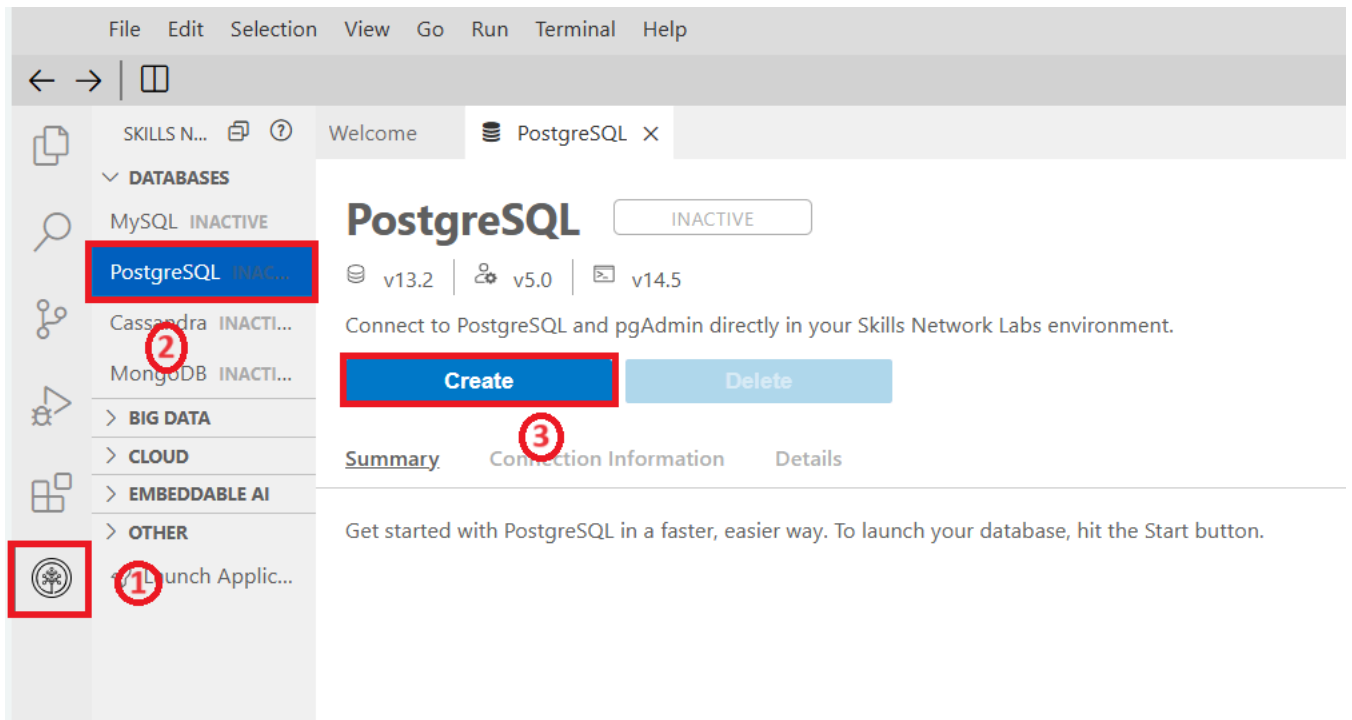 File Edit Selection View Go Run Terminal Help
SKILLS N...
Welcome PostgreSQL
DATABASES
MySQL INACTIVE
PostgreSQL INAC...
Cassandra INACTI...
2
MongoDB INACTI...
BIG DATA
CLOUD
EMBEDDABLE AI
OTHER
Launch Applic...
1
PostgreSQL INACTIVE
v13.2 v5.0 v14.5
Connect to PostgreSQL and pgAdmin directly in your Skills Network Labs environment.
Create Delete
3
Summary Connection Information Details
Get started with PostgreSQL in a faster, easier way. To launch your database, hit the Start button.